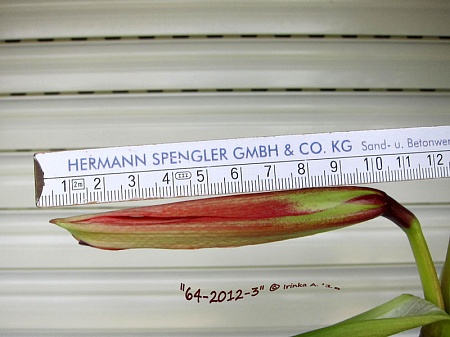 HERMANN SPENGLER GMBH & CO. KG Sand- u. Betonwer
1 2m 2 3 4 5 6 7 8 9 10 11 12
"64-2012-3" © Irinka A.